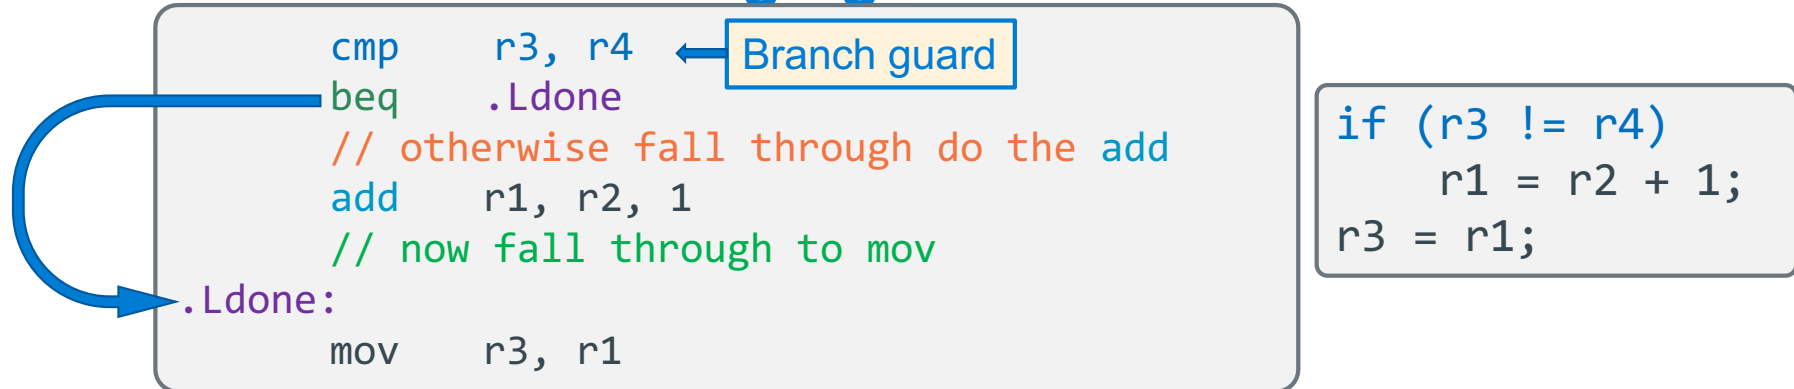 cmp r3, r4
Branch guard
beq .Ldone
// otherwise fall through do the add
add r1, r2, 1
// now fall through to mov
.Ldone:
mov r3, r1
if (r3 != r4)
r1 = r2 + 1;
r3 = r1;